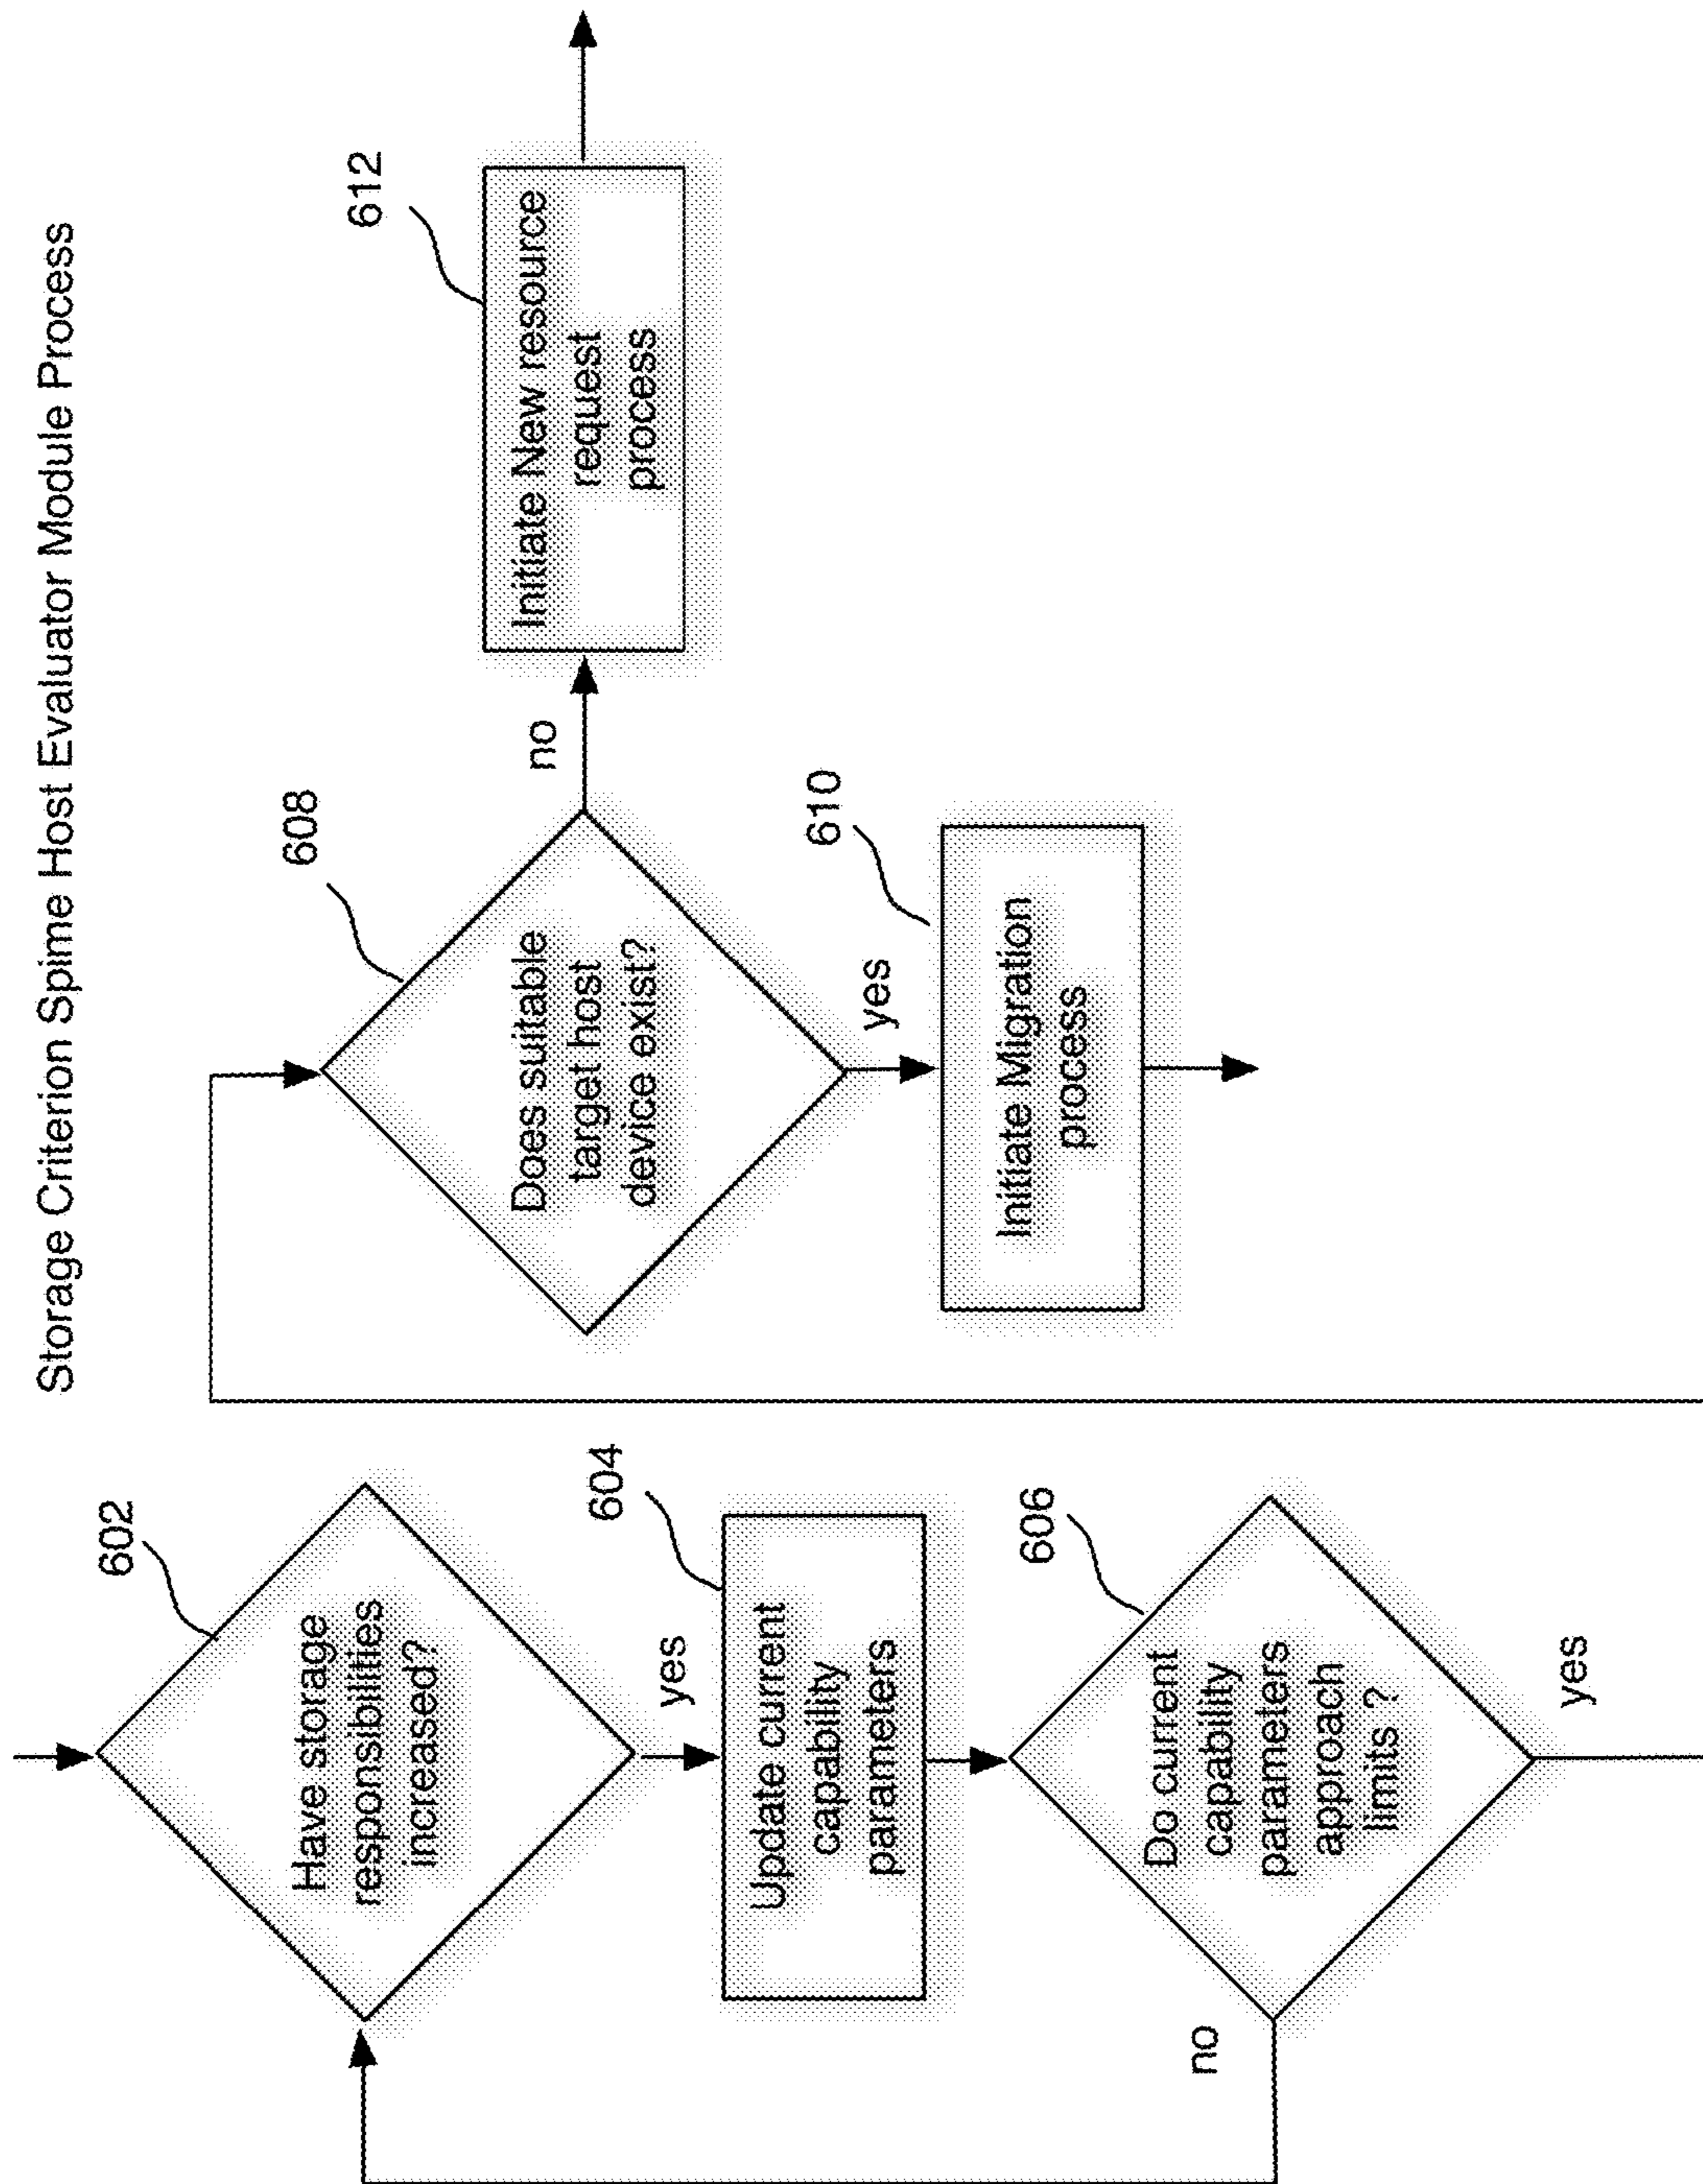 Storage Criterion Spime Host Evaluator Module Process
602
Have storage
responsibilities
increased?
yes
604
Update current
capability
parameters
606
Do current
capability
parameters
approach
limits ?
no
yes
608
Does suitable
target host
device exist?
no
yes
610
Initiate Migration
process
612
Initiate New resource
request
process